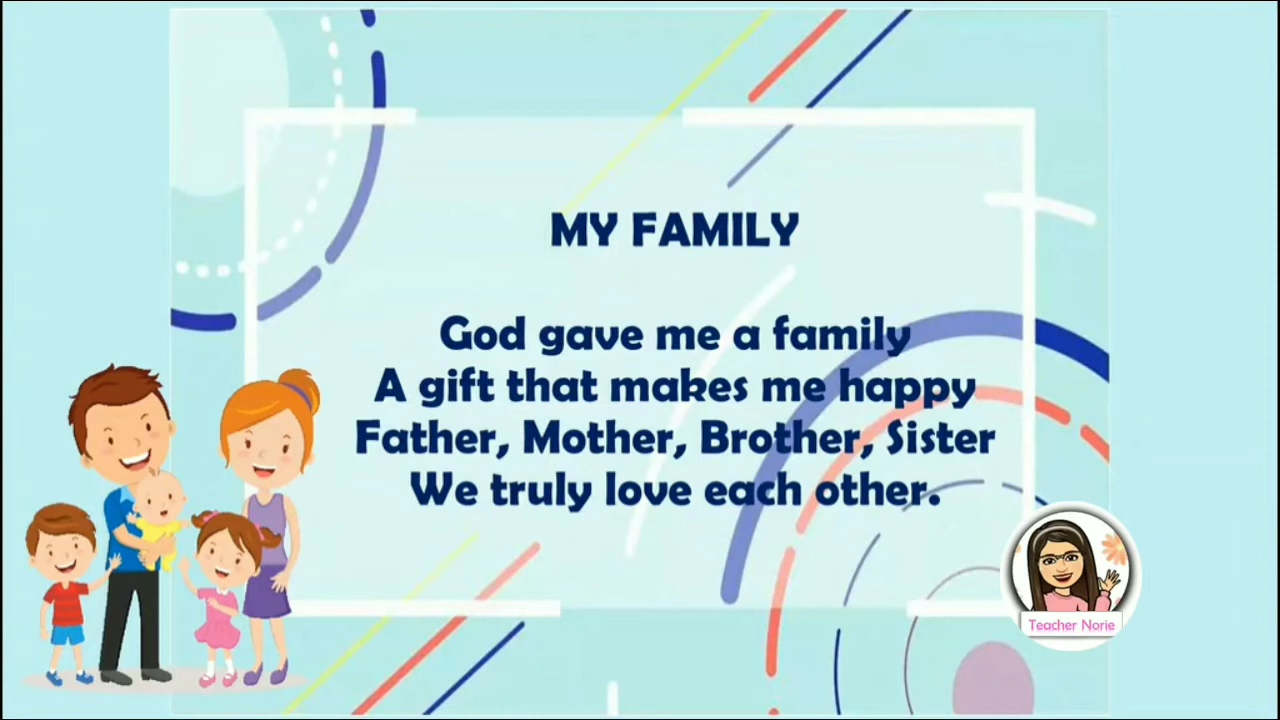 MY FAMILY
God gave me a family
A gift that makes me happy
Father, Mother, Brother, Sister
We truly love each other.
Teacher Norie